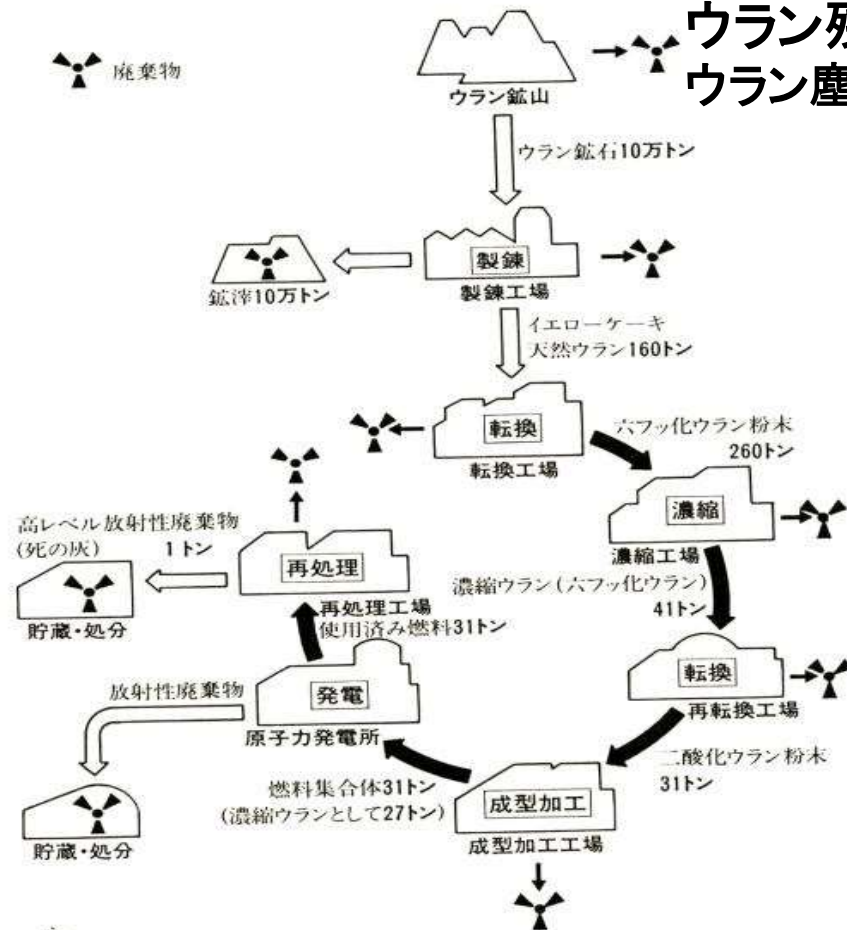 ウラン
ウラン塵
廃棄物
ウラン鉱山
ウラン鉱石10万トン
製錬
製錬工場
鉱滓10万トン
イエローケーキ
天然ウラン160トン
転換
転換工場
六フッ化ウラン粉末
260トン
濃縮
濃縮工場
高レベル放射性廃棄物
(死の灰) 1トン
再処理
再処理工場
貯蔵・処分
濃縮ウラン(六フッ化ウラン)
41トン
使用済み燃料31トン
転換
再転換工場
放射性廃棄物
発電
原子力発電所
二酸化ウラン粉末
31トン
燃料集合体31トン
(濃縮ウランとして27トン)
成型加工
成型加工工場
貯蔵・処分